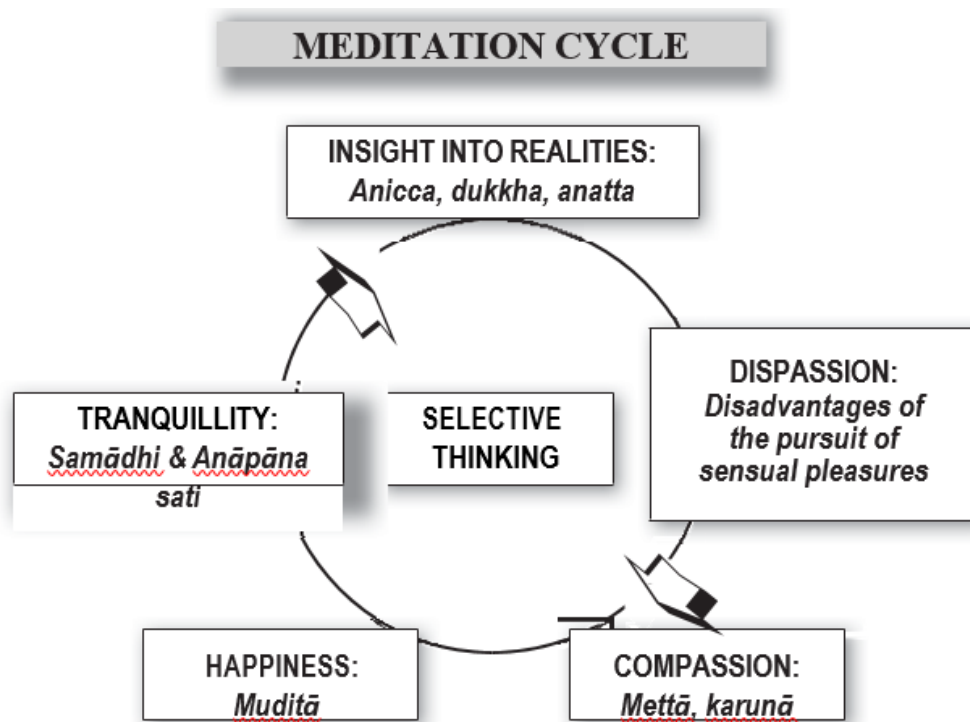 MEDITATION CYCLE
INSIGHT INTO REALITIES:
Anicca, dukkha, anatta
DISPASSION:
Disadvantages of
the pursuit of
sensual pleasures
TRANQUILLITY:
Samādhi & Anāpāna
sati
SELECTIVE
THINKING
HAPPINESS:
Muditā
COMPASSION:
Mettā, karunā